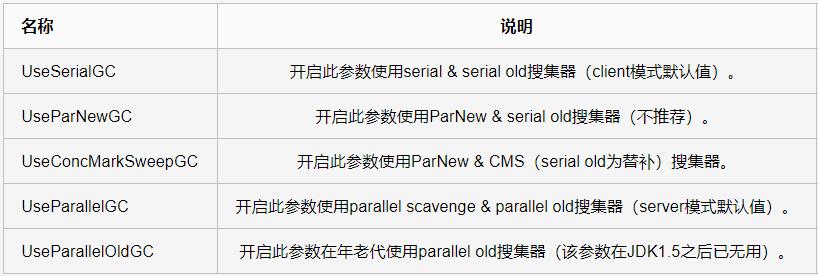 名称 说明
UseSerialGC 开启此参数使用serial & serial old搜集器（client模式默认值）。
UseParNewGC 开启此参数使用ParNew & serial old搜集器（不推荐）。
UseConcMarkSweepGC 开启此参数使用ParNew & CMS（serial old为替补）搜集器。
UseParallelGC 开启此参数使用parallel scavenge & parallel old搜集器（server模式默认值）。
UseParallelOldGC 开启此参数在年老代使用parallel old搜集器（该参数在JDK1.5之后已无用）。